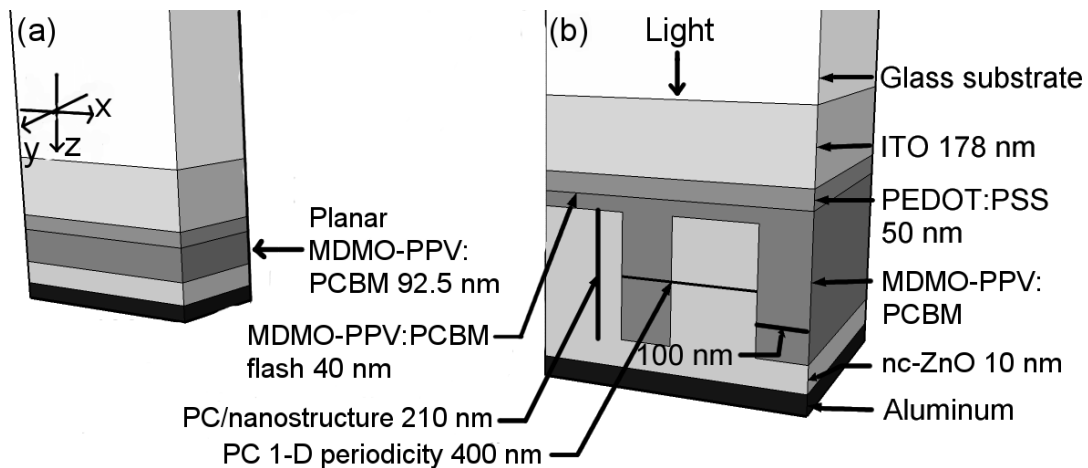 (a)
x
y
z
Planar
MDMO-PPV:
PCBM 92.5 nm
(b)
Light
Glass substrate
ITO 178 nm
PEDOT:PSS
50 nm
MDMO-PPV:
PCBM
nc-ZnO 10 nm
Aluminum
100 nm
MDMO-PPV:PCBM
flash 40 nm
PC/nanostructure 210 nm
PC 1-D periodicity 400 nm